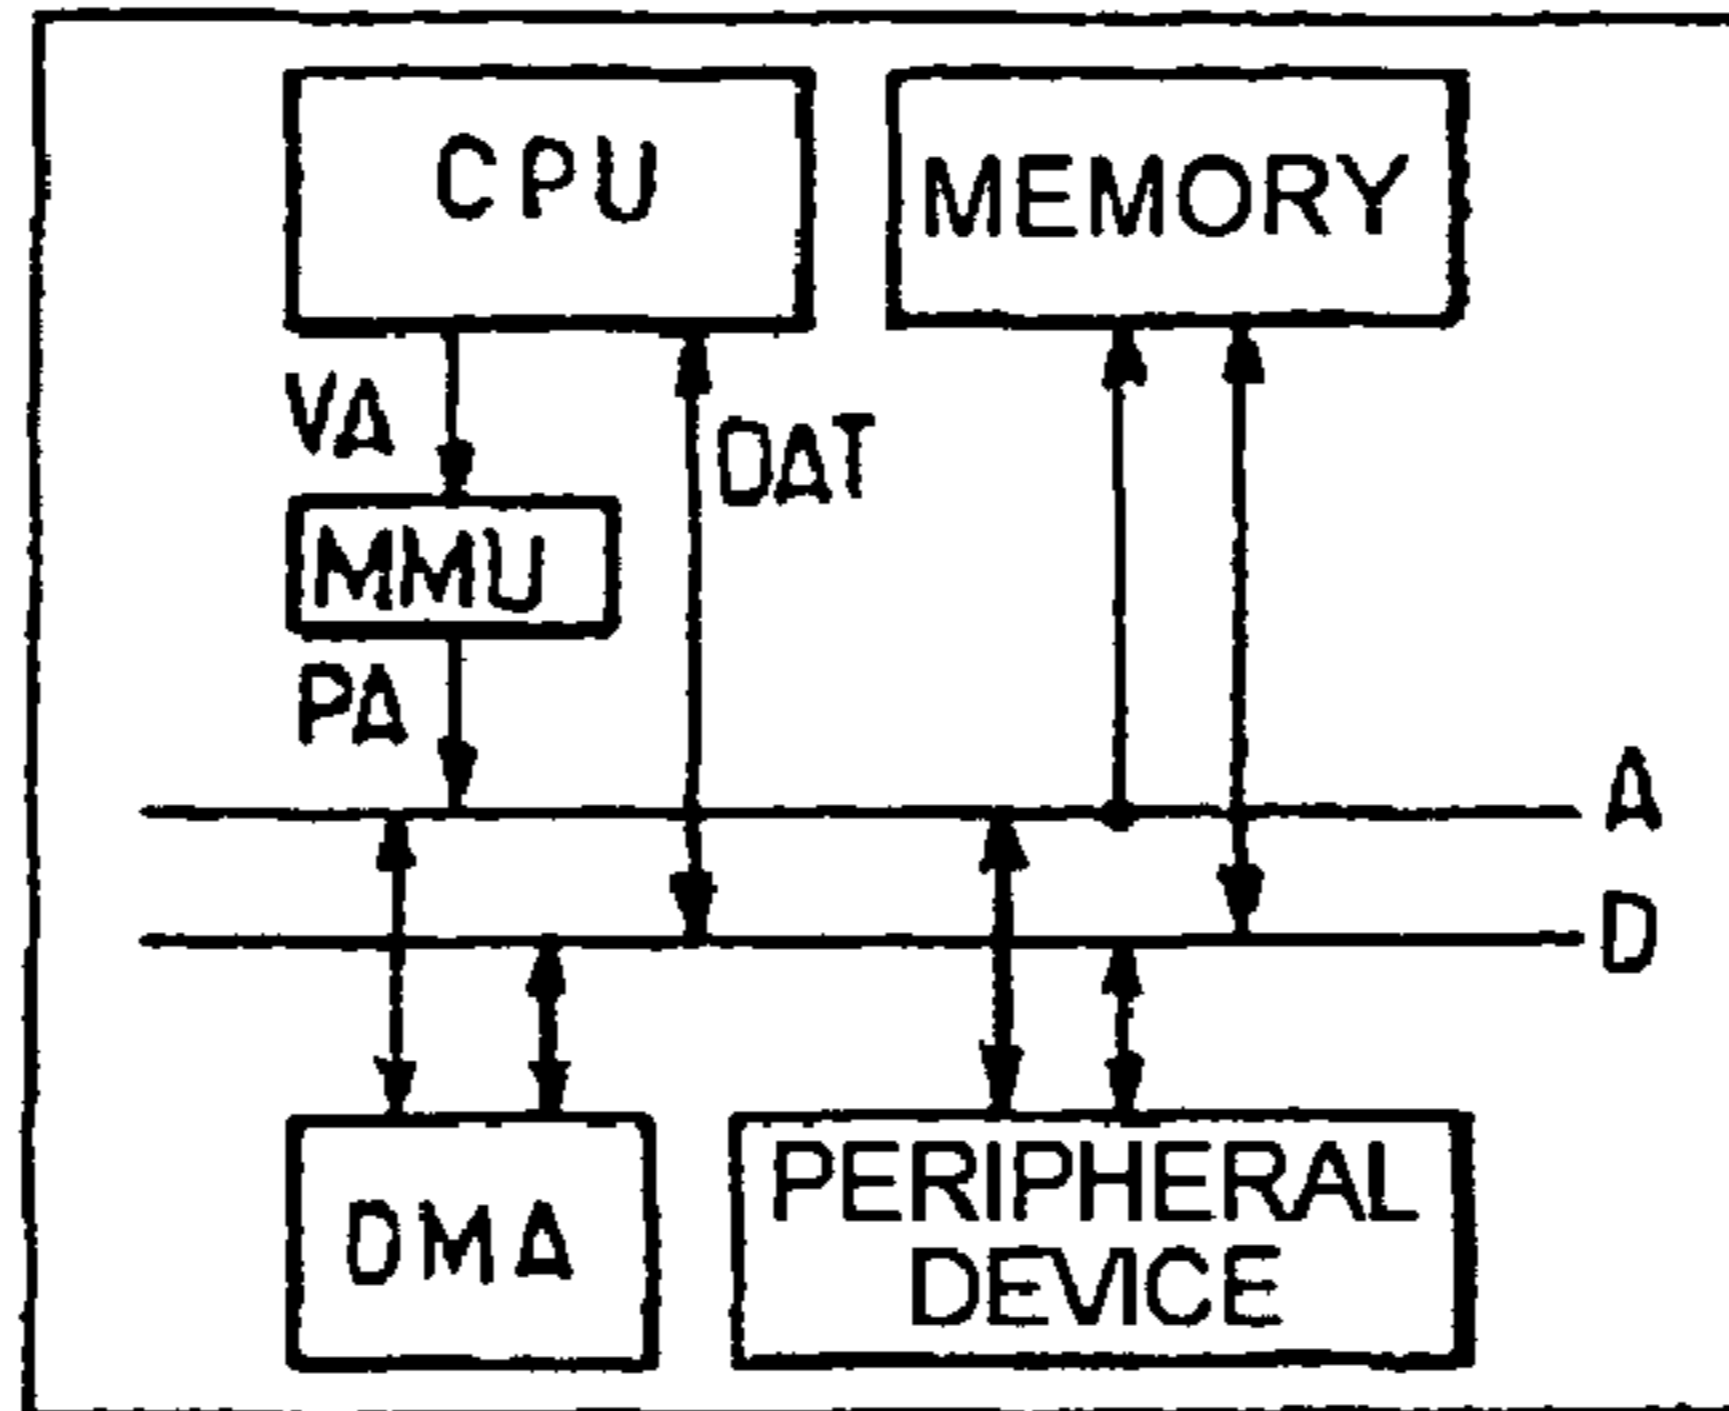 CPU
MEMORY
VA
DAT
MMU
PA
A
D
DMA
PERIPHERAL
DEVICE